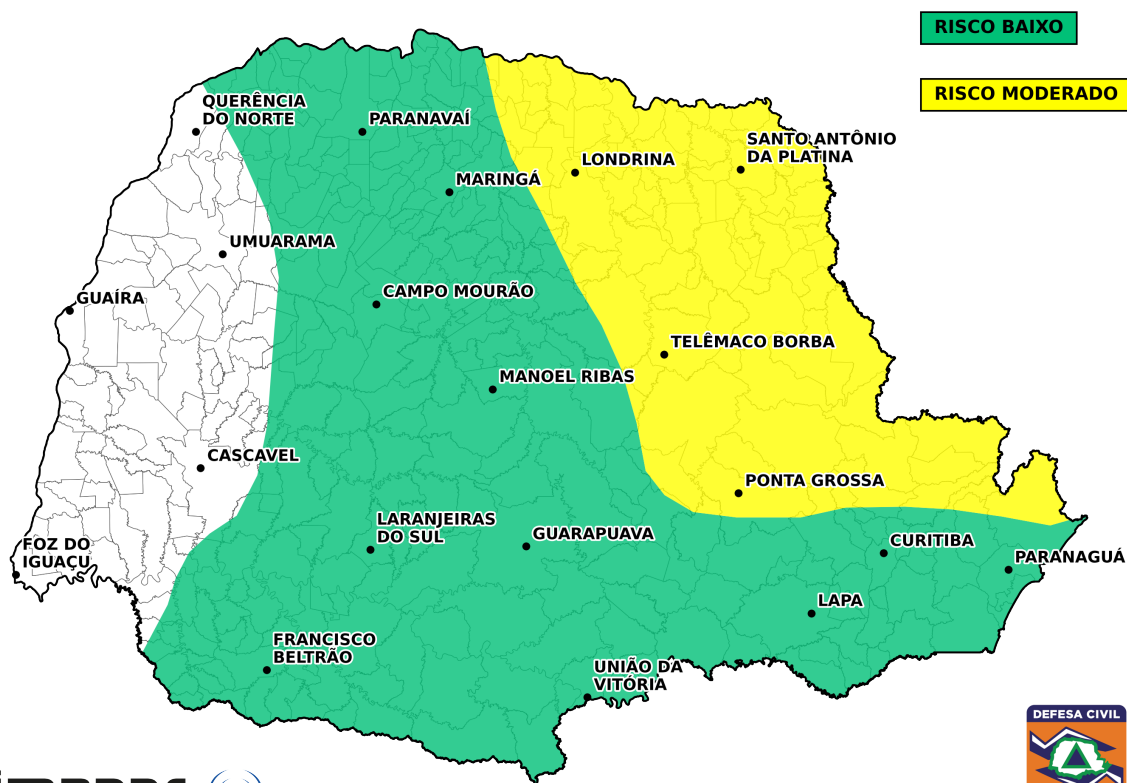 RISCO BAIXO
RISCO MODERADO
QUERÊNCIA
DO NORTE
PARANAVAÍ
SANTO ANTÔNIO
DA PLATINA
LONDRINA
MARINGÁ
UMUARAMA
GUAÍRA
CAMPO MOURÃO
TELÊMACO BORBA
MANOEL RIBAS
CASCAVEL
PONTA GROSSA
LARANJEIRAS
DO SUL
GUARAPUAVA
CURITIBA
FOZ DO
IGUAÇU
PARANAGUÁ
LAPA
FRANCISCO
BELTRÃO
UNIÃO DA
VITÓRIA
DEFESA CIVIL